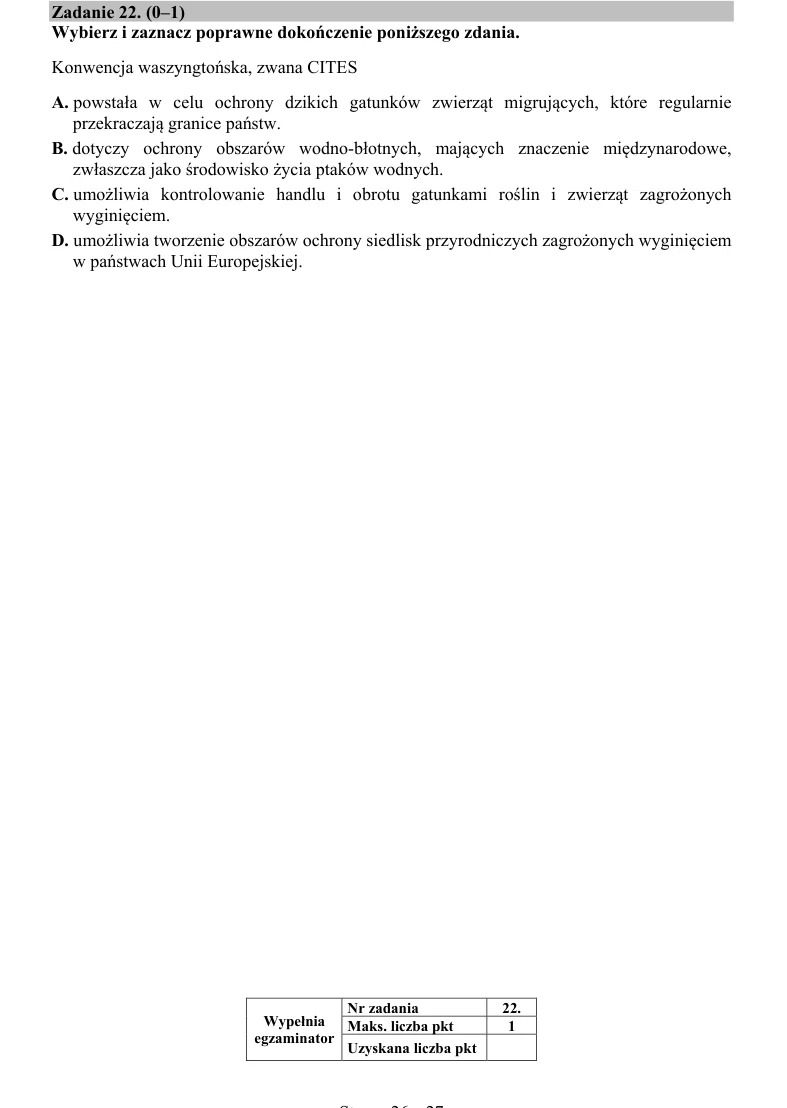 Zadanie 22. (0–1)
Wybierz i zaznacz poprawne dokończenie poniższego zdania.
Konwencja waszyngtońska, zwana CITES
A. powstała w celu ochrony dzikich gatunków zwierząt migrujących, które regularnie
przekraczają granice państw.
B. dotyczy ochrony obszarów wodno-błotnych, mających znaczenie międzynarodowe,
zwłaszcza jako środowisko życia ptaków wodnych.
C. umożliwia kontrolowanie handlu i obrotu gatunkami roślin i zwierząt zagrożonych
wyginięciem.
D. umożliwia tworzenie obszarów ochrony siedlisk przyrodniczych zagrożonych wyginięciem
w państwach Unii Europejskiej.
Wypełnia
egzaminator
Nr zadania 22.
Maks. liczba pkt 1
Uzyskana liczba pkt